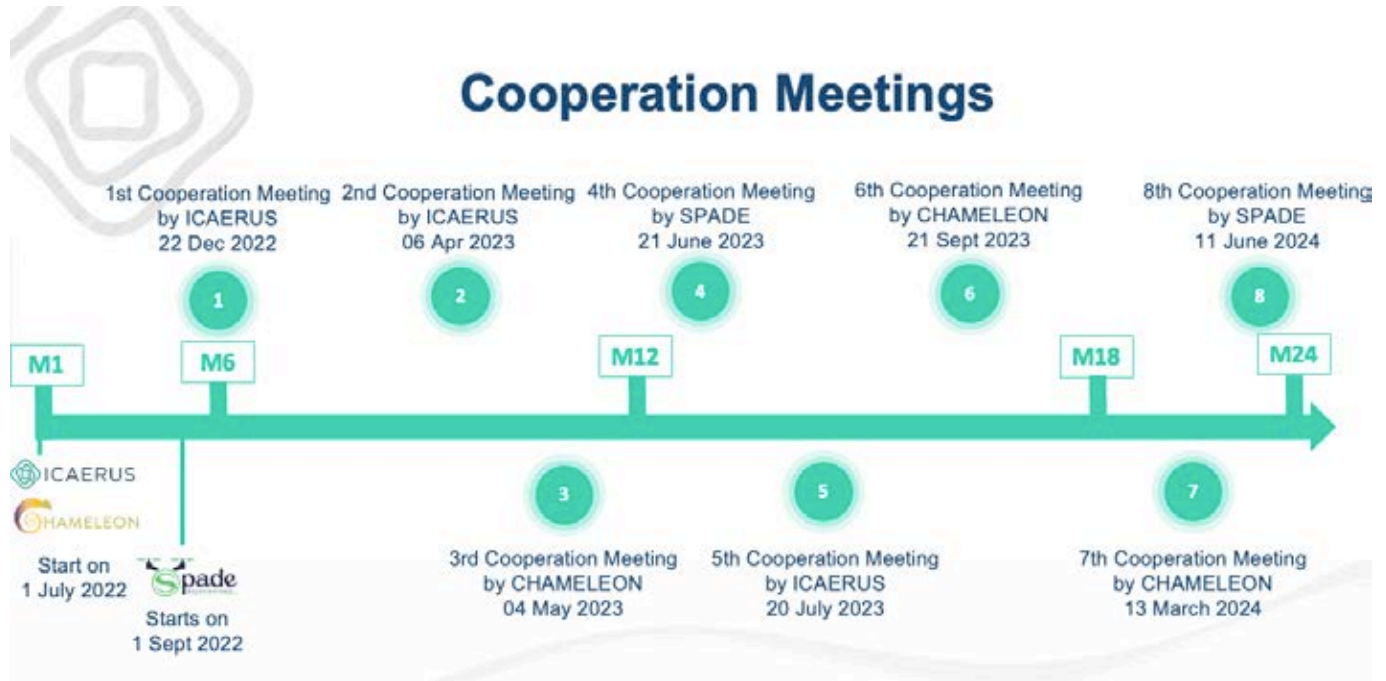 Cooperation Meetings
1st Cooperation Meeting
by ICAERUS
22 Dec 2022
2nd Cooperation Meeting
by ICAERUS
06 Apr 2023
4th Cooperation Meeting
by SPADE
21 June 2023
6th Cooperation Meeting
by CHAMELEON
21 Sept 2023
8th Cooperation Meeting
by SPADE
11 June 2024
1
2
4
6
8
M1
M6
M12
M18
M24
ICAERUS
CHAMELEON
Start on
1 July 2022
Spade
Starts on
1 Sept 2022
3
5
7
3rd Cooperation Meeting
by CHAMELEON
04 May 2023
5th Cooperation Meeting
by ICAERUS
20 July 2023
7th Cooperation Meeting
by CHAMELEON
13 March 2024